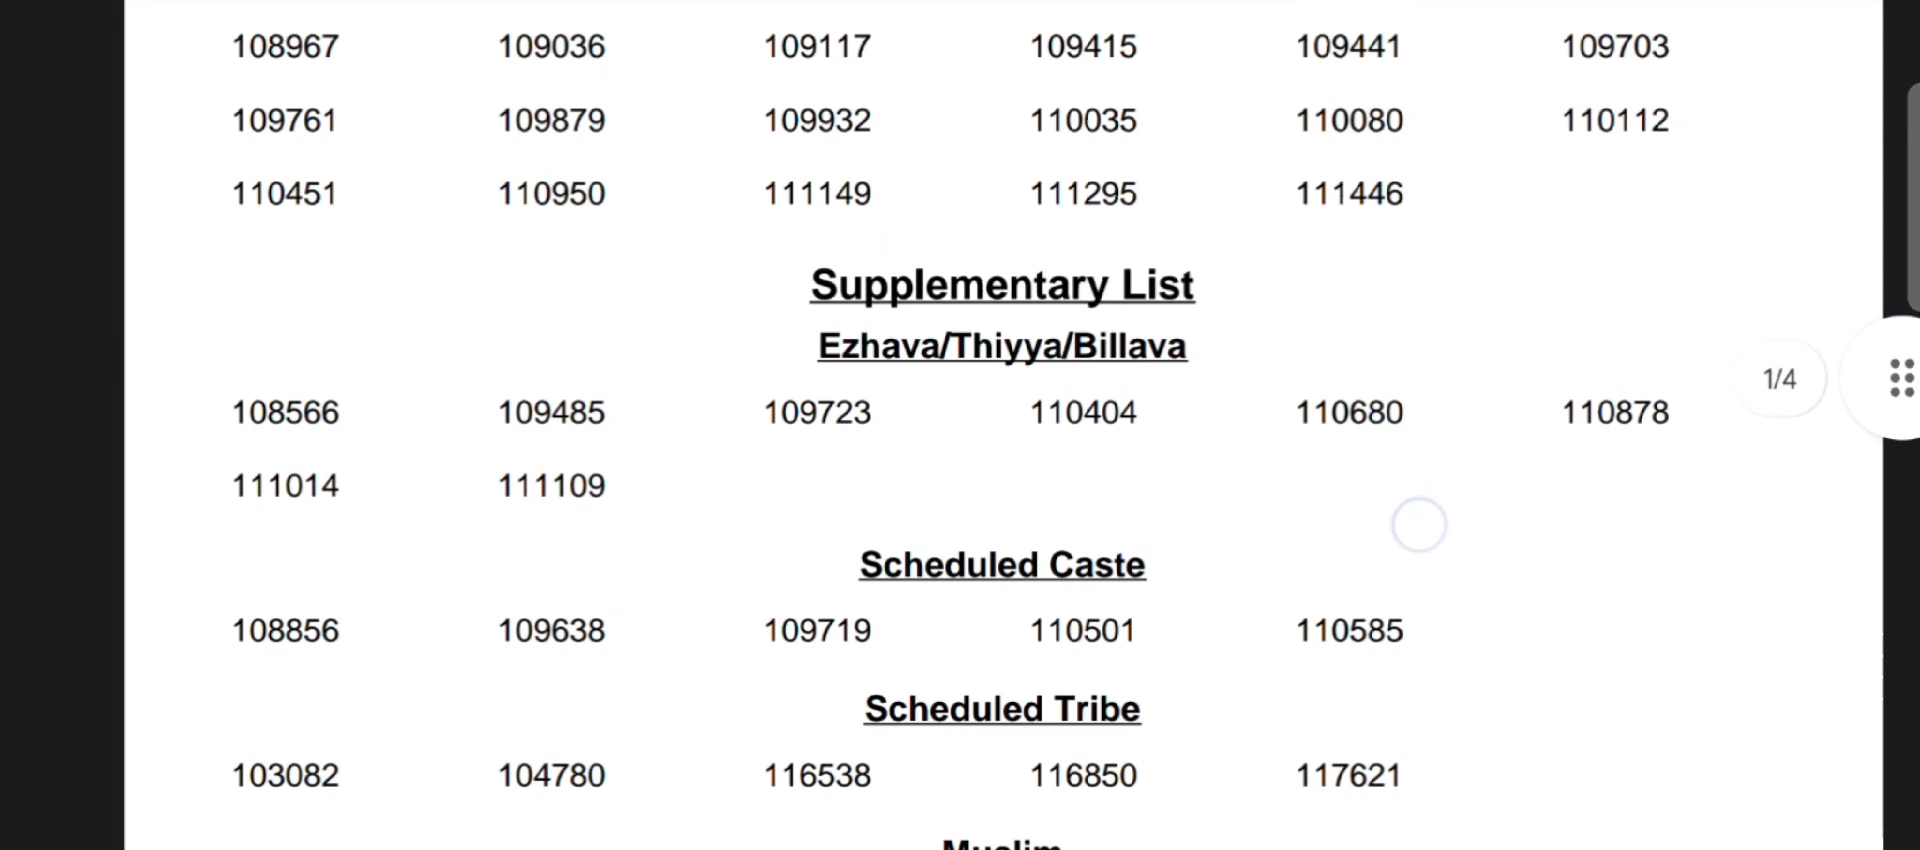 108967 109036 109117 109415 109441 109703
109761 109879 109932 110035 110080 110112
110451 110950 111149 111295 111446
Supplementary List
Ezhava/Thiyya/Billava
108566 109485 109723 110404 110680 110878
1/4
111014 111109
Scheduled Caste
108856 109638 109719 110501 110585
Scheduled Tribe
103082 104780 116538 116850 117621
Muslim